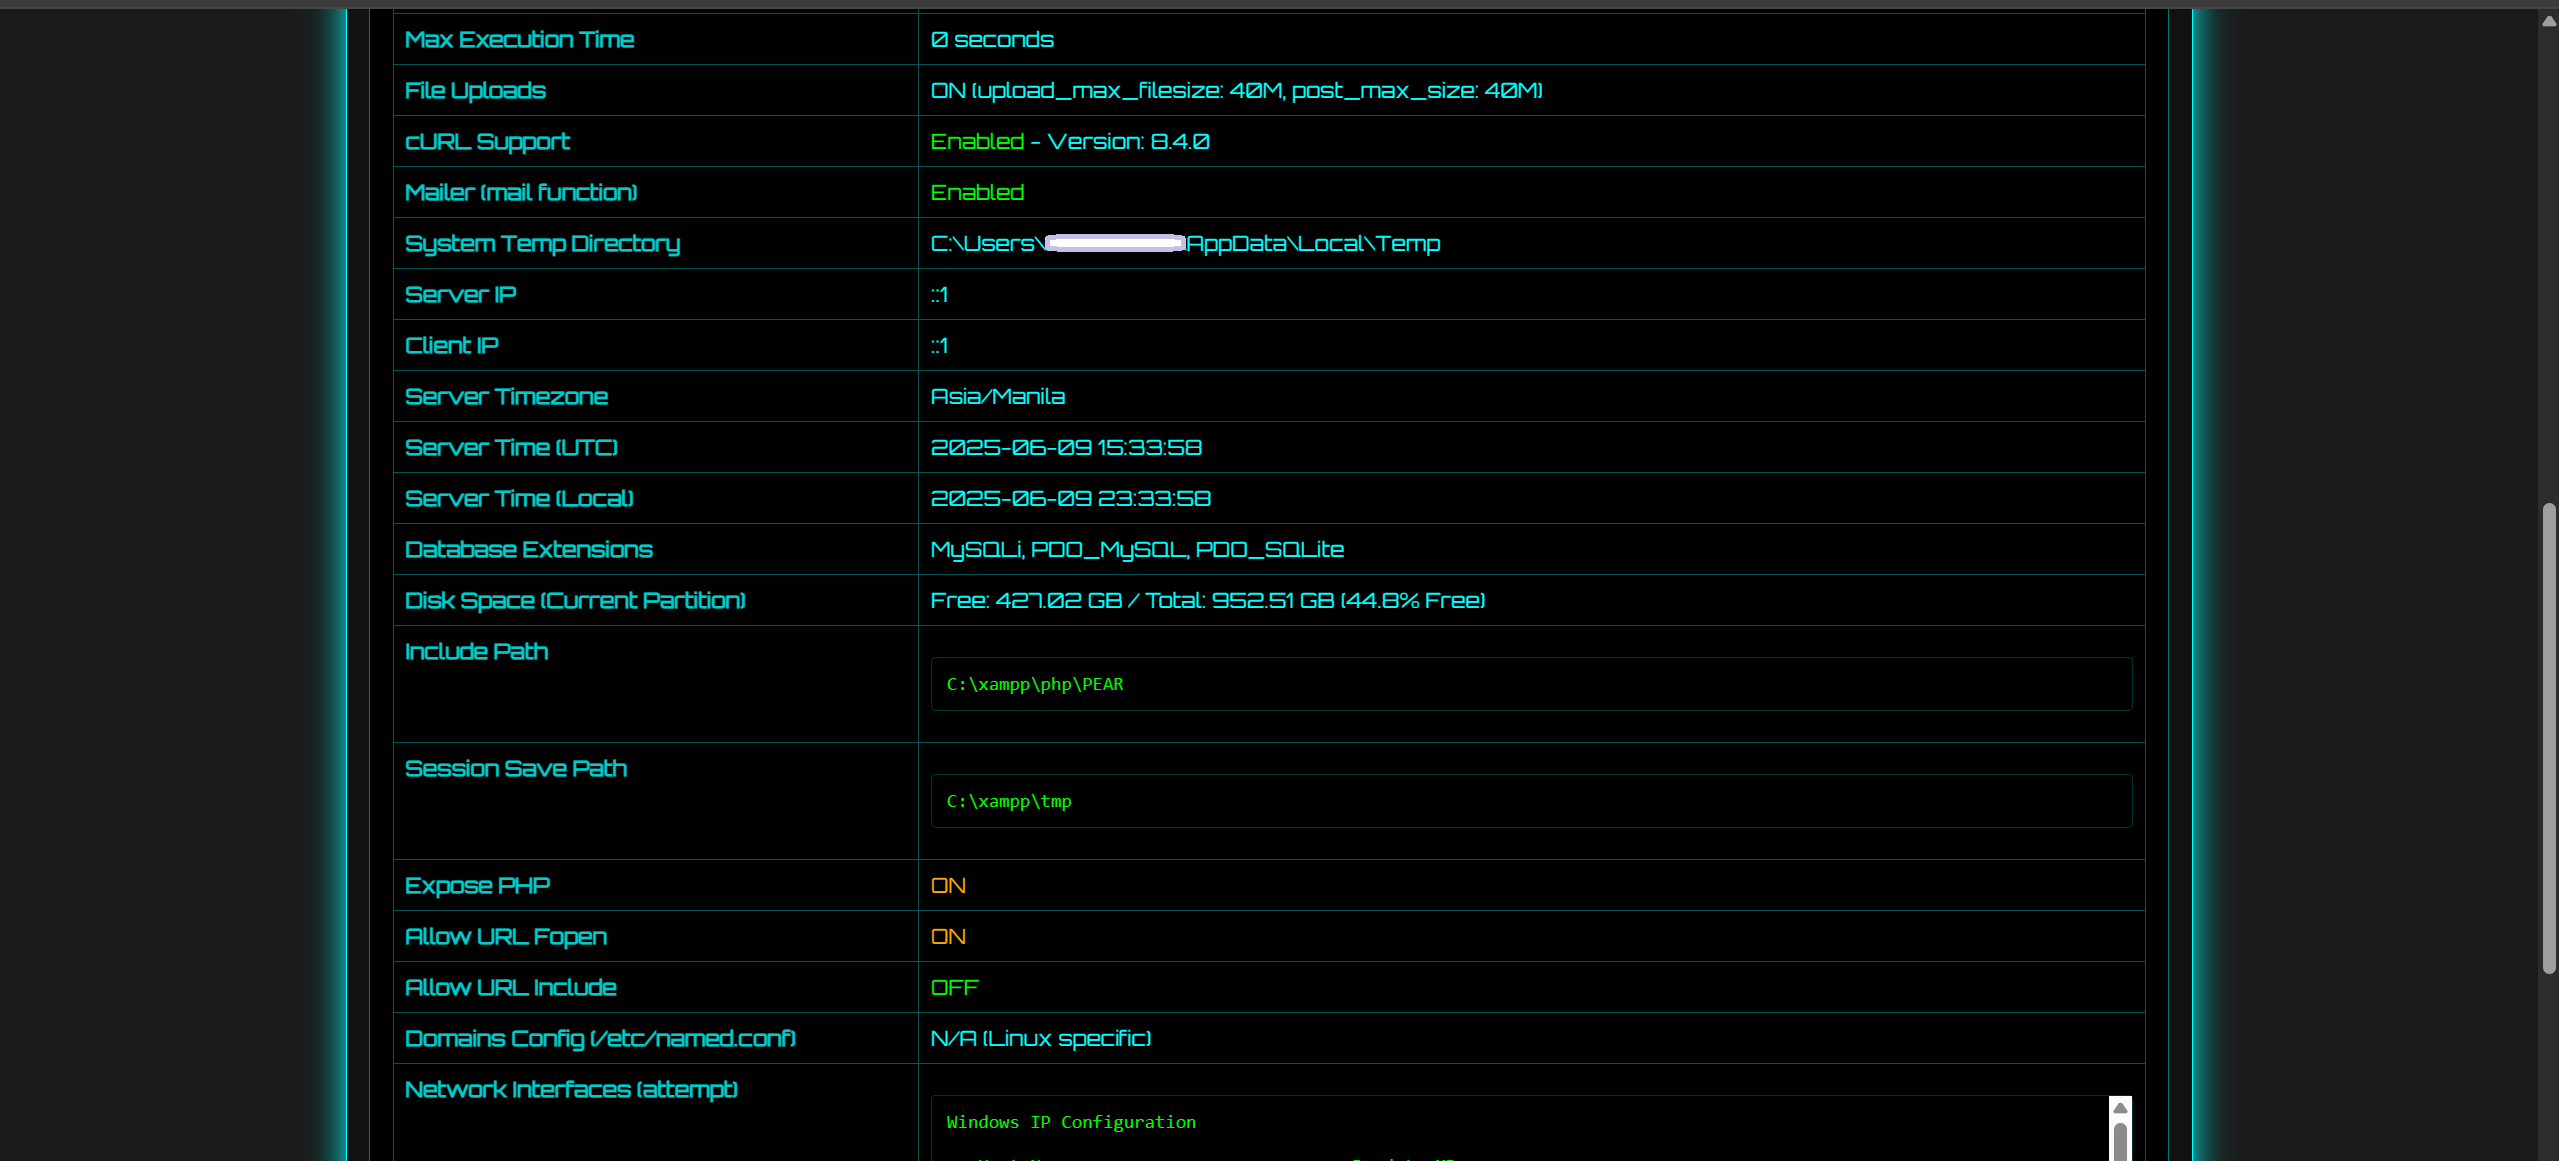 Max Execution Time 0 seconds
File Uploads ON (upload_max_filesize: 40M, post_max_size: 40M)
cURL Support Enabled - Version: 8.4.0
Mailer (mail function) Enabled
System Temp Directory C:\Users\ AppData\Local\Temp
Server IP ::1
Client IP ::1
Server Timezone Asia/Manila
Server Time (UTC) 2025-06-09 15:33:58
Server Time (Local) 2025-06-09 23:33:58
Database Extensions MySQLi, PDO_MySQL, PDO_SQLite
Disk Space (Current Partition) Free: 427.02 GB / Total: 952.51 GB (44.8% Free)
Include Path
C:\xampp\php\PEAR
Session Save Path
C:\xampp\tmp
Expose PHP ON
Allow URL Fopen ON
Allow URL Include OFF
Domains Config (/etc/named.conf) N/A (Linux specific)
Network Interfaces (attempt)
Windows IP Configuration